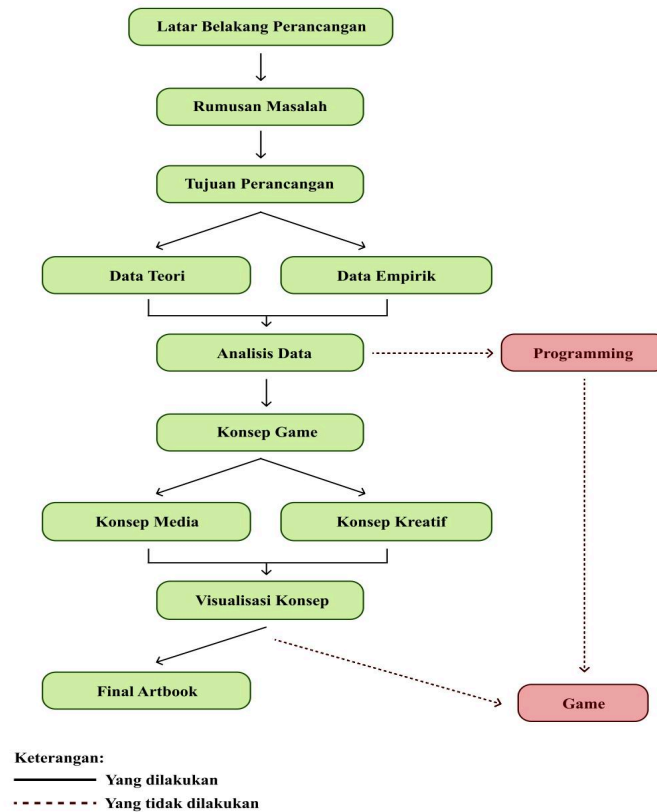 Latar Belakang Perancangan
Rumusan Masalah
Tujuan Perancangan
Data Teori
Data Empirik
Analisis Data
Programming
Konsep Game
Konsep Media
Konsep Kreatif
Visualisasi Konsep
Final Artbook
Game
Keterangan:
Yang dilakukan
Yang tidak dilakukan